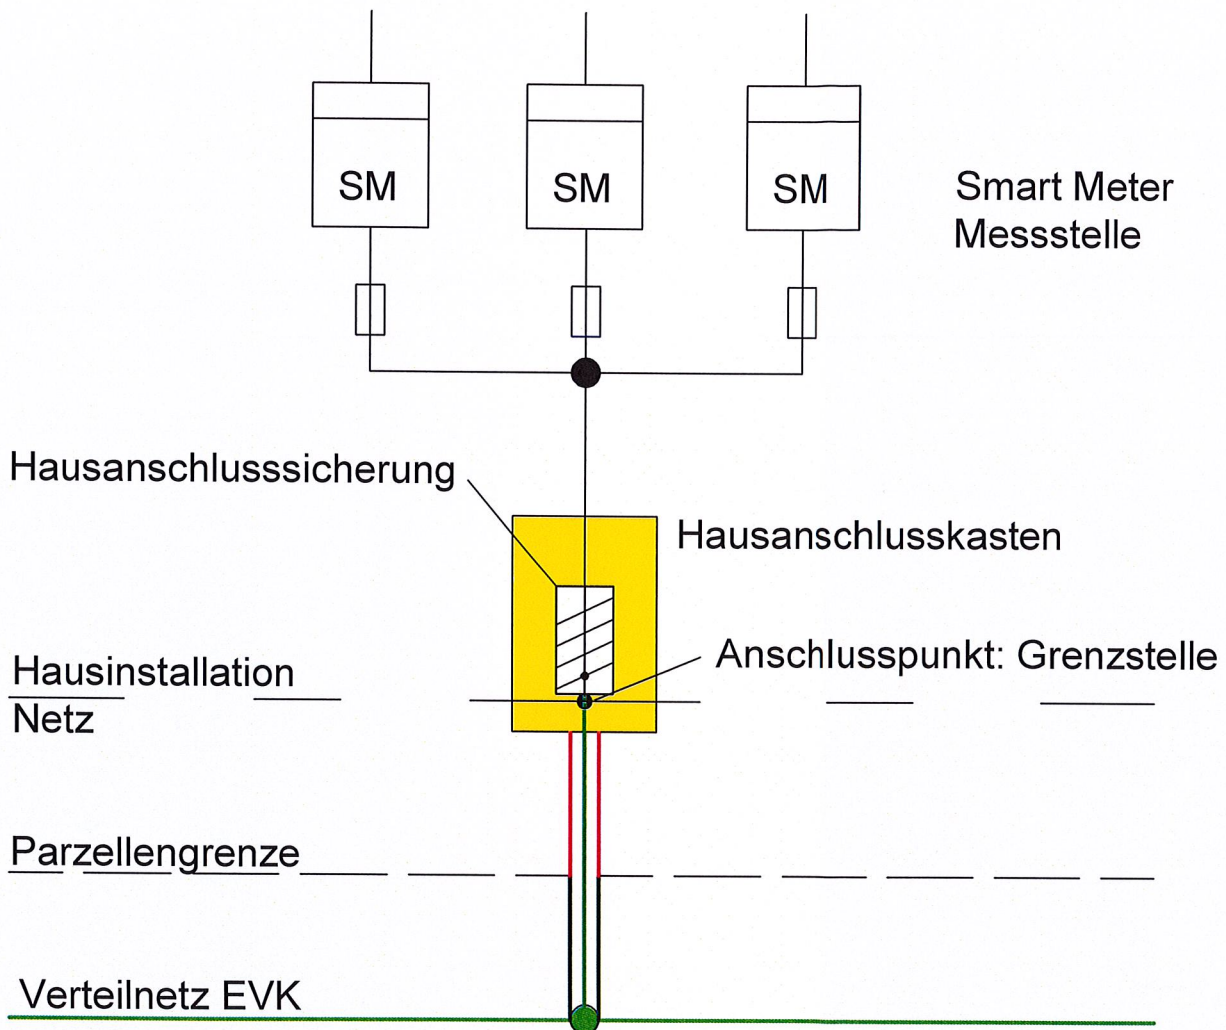 SM
SM
SM
Smart Meter
Messstelle
Hausanschlusssicherung
Hausanschlusskasten
Anschlusspunkt: Grenzstelle
Hausinstallation
Netz
Parzellengrenze
Verteilnetz EVK